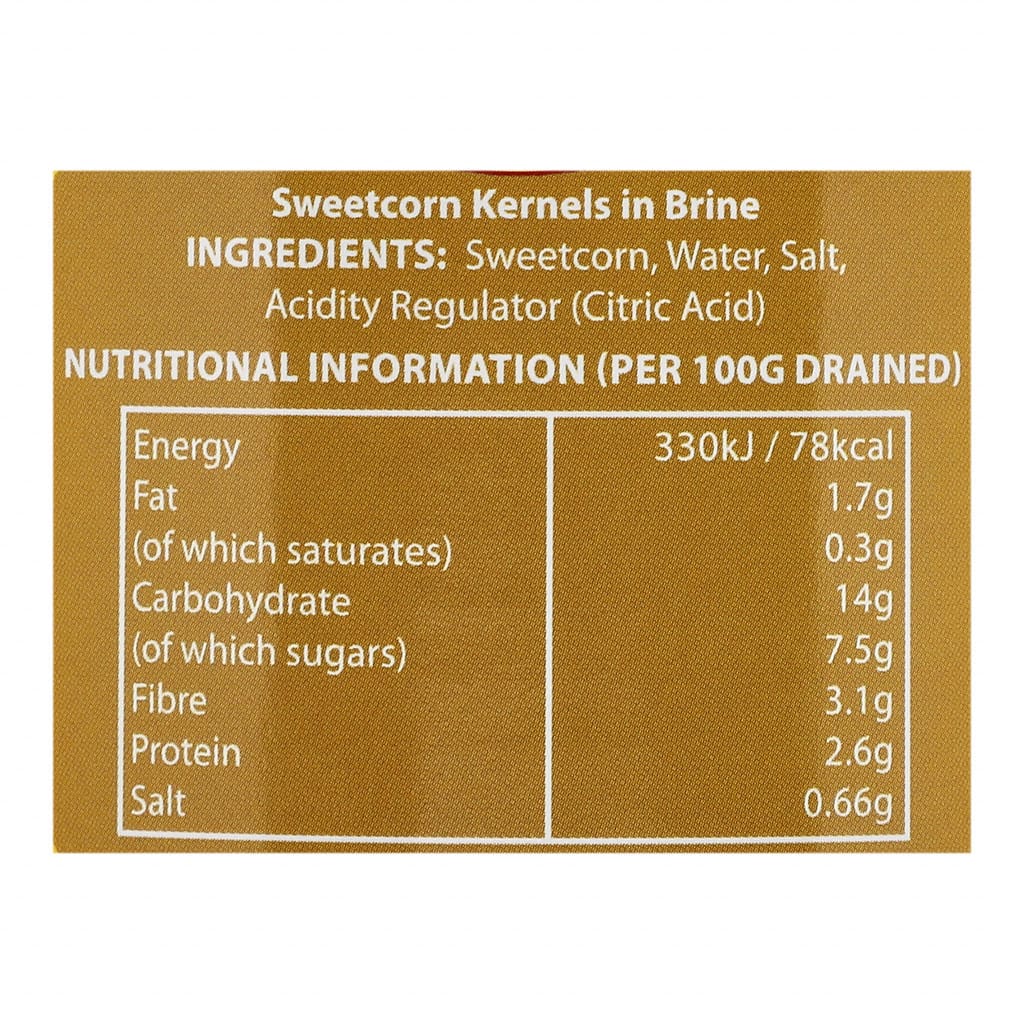 Sweetcorn Kernels in Brine
INGREDIENTS: Sweetcorn, Water, Salt,
Acidity Regulator (Citric Acid)
NUTRITIONAL INFORMATION (PER 100G DRAINED)
Energy 330kJ / 78kcal
Fat 1.7g
(of which saturates) 0.3g
Carbohydrate 14g
(of which sugars) 7.5g
Fibre 3.1g
Protein 2.6g
Salt 0.66g